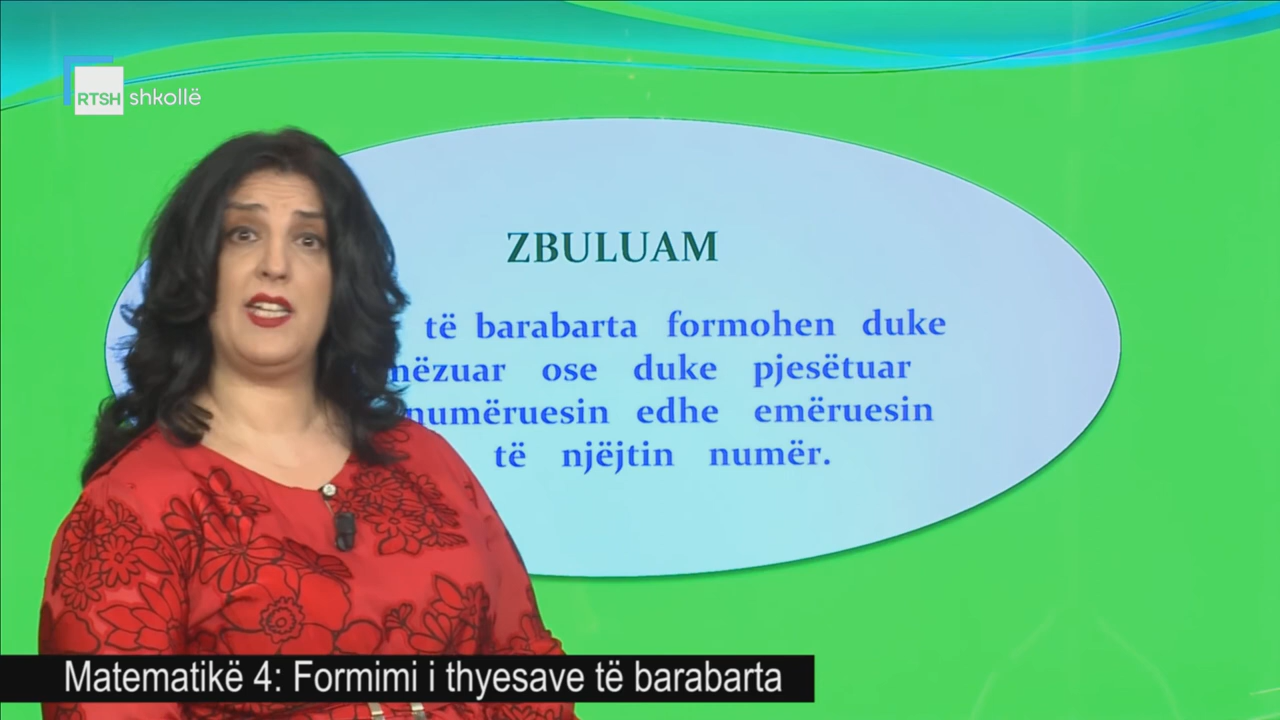 RTSH shkollë
ZBULUAM
të barabarta formohen duke
ose duke pjesëtuar
numëruesin edhe emëruesin
të njëjtin numër.
Matematikë 4: Formimi i thyesave të barabarta